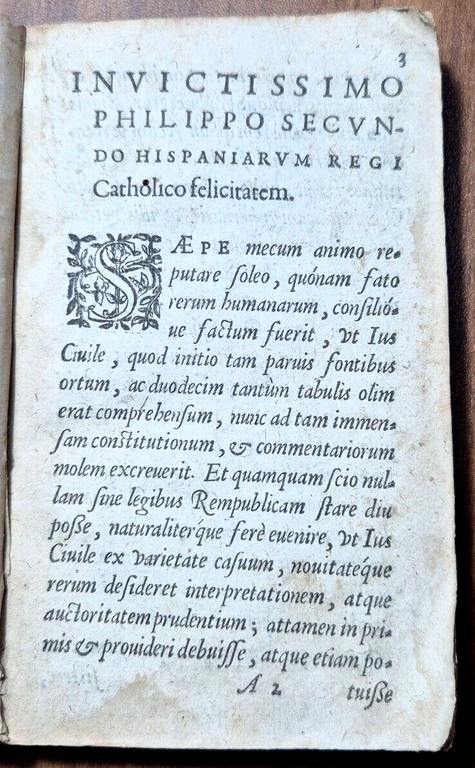 3
INVICTISSIMO
PHILIPPO SECVN-
DO HISPANIARVM REGI
Catholico felicitatem.
SÆPE mecum animo re-
putare ſoleo, quónam fato
rerum humanarum, conſilió-
ue factum fuerit, vt Ius
Ciuile, quod initio tam paruis fontibus
ortum, ac duodecim tantùm tabulis olim
erat comprehenſum, nunc ad tam immen-
ſam conſtitutionum, & commentariorum
molem excreuerit. Et quamquam ſcio nul-
lam ſine legibus Rempublicam ſtare diu
poſſe, naturaliterque ferè euenire, vt Ius
Ciuile ex varietate caſuum, nouitateque
rerum deſideret interpretationem, atque
auctoritatem prudentium; attamen in pri-
mis & prouideri debuiſſe, atque etiam po-
A 2 tuiſſe